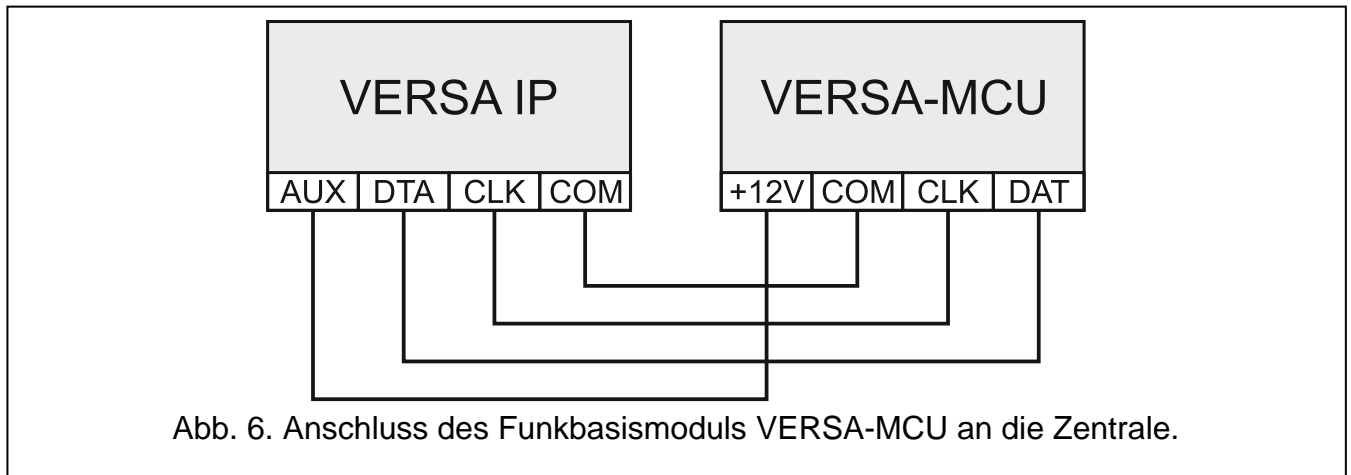 VERSA IP VERSA-MCU
AUX DTA CLK COM +12V COM CLK DAT
Abb. 6. Anschluss des Funkbasismoduls VERSA-MCU an die Zentrale.